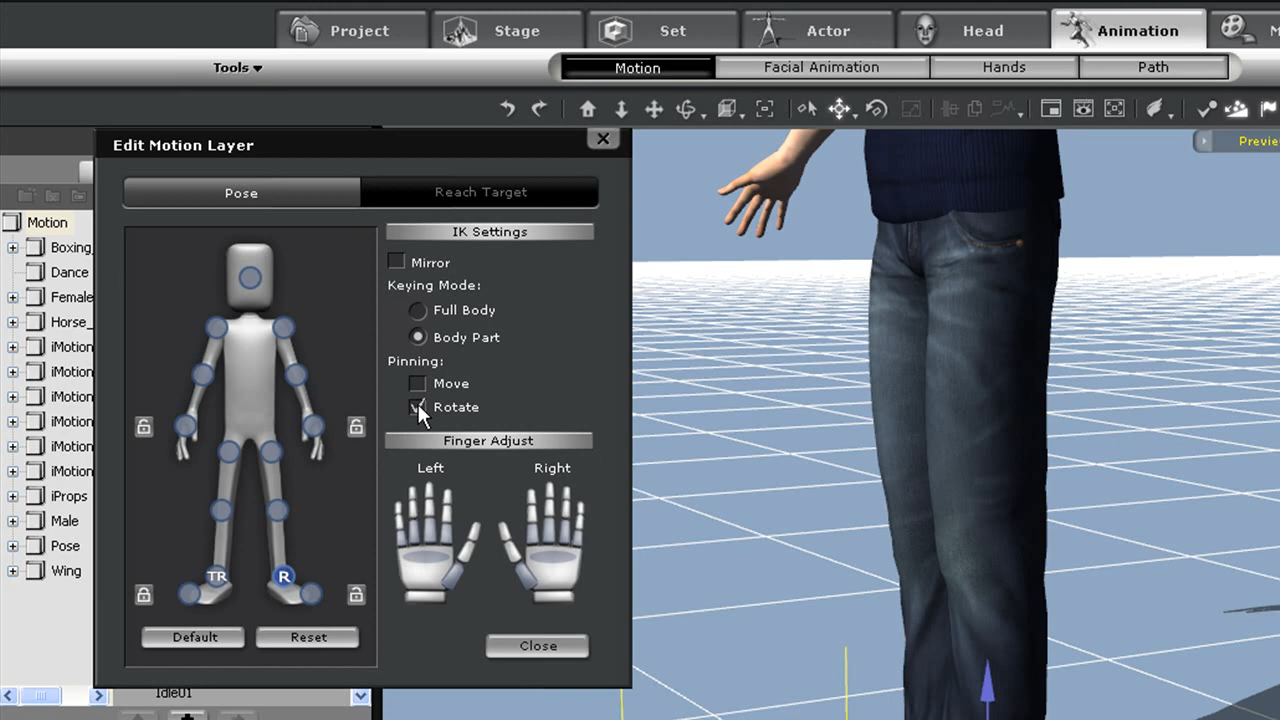 Project Stage Set Actor Head Animation
Tools Motion Facial Animation Hands Path
Edit Motion Layer
Previe
Pose Reach Target
IK Settings
Mirror
Keying Mode:
Full Body
Body Part
Pinning:
Move
Rotate
Finger Adjust
Left Right
TR R
Default Reset
Close
Motion
Boxing_
Dance
Female
Horse_
iMotion
iMotion
iMotion
iMotion
iMotion
iMotion
iProps
Male
Pose
Wing
Idle01